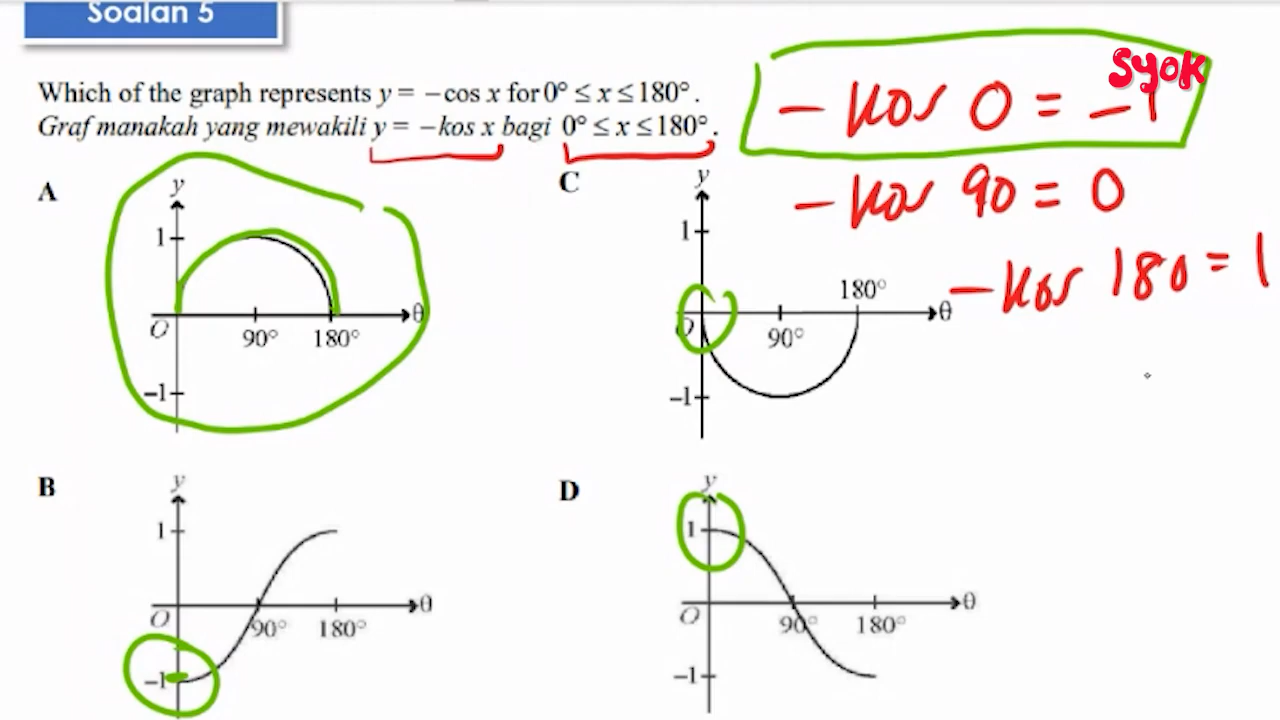 Soalan 5
Which of the graph represents y = −cos x for 0° ≤ x ≤ 180°.
Graf manakah yang mewakili y = −kos x bagi 0° ≤ x ≤ 180°.
Syok
− kos 0 = −1
− kos 90 = 0
− kos 180 = 1
A
y
1
O
90°
180°
θ
−1
C
y
1
180°
O
90°
θ
−1
B
y
1
O
90°
180°
θ
−1
D
y
1
O
90°
180°
θ
−1